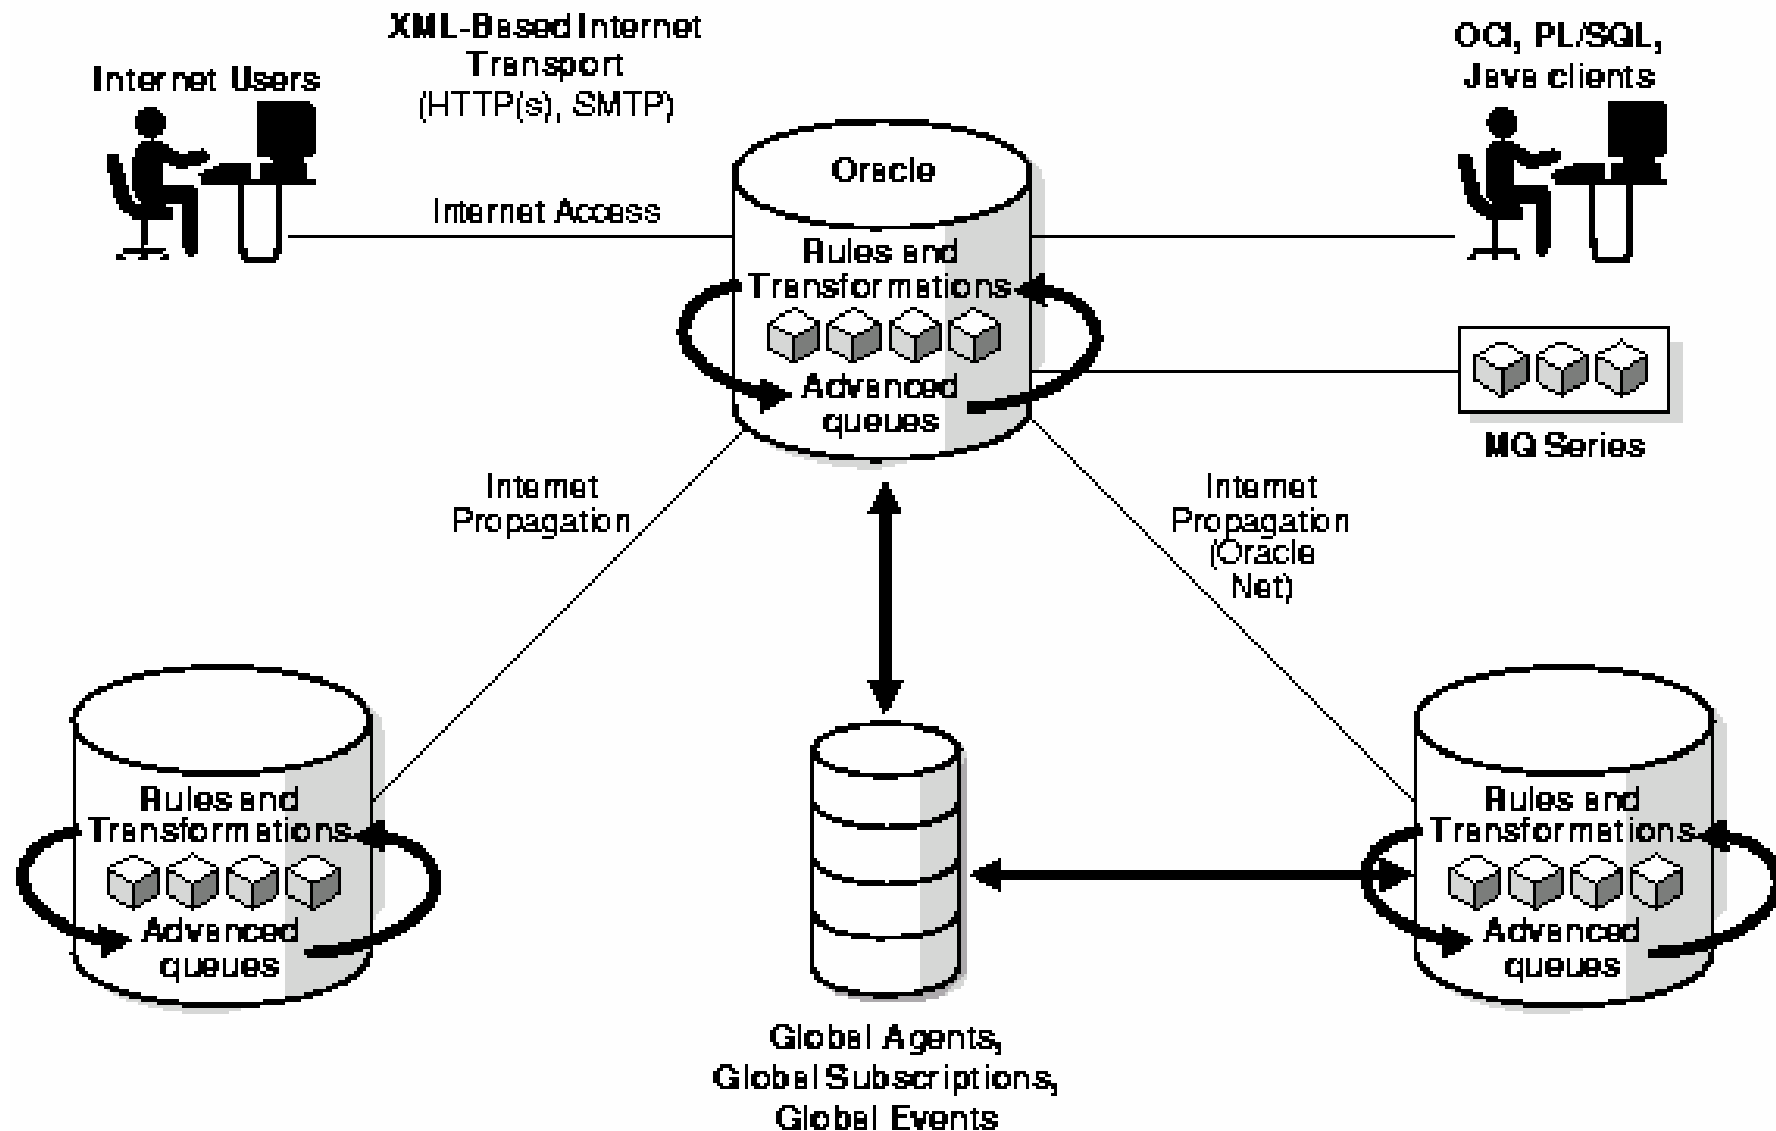 XML-Based Internet
Transport
(HTTP(s), SMTP)
Internet Users
OCI, PL/SQL,
Java clients
Oracle
Internet Access
Rules and
Transformations
Advanced
queues
MQ Series
Internet
Propagation
Internet
Propagation
(Oracle
Net)
Rules and
Transformations
Advanced
queues
Rules and
Transformations
Advanced
queues
Global Agents,
Global Subscriptions,
Global Events